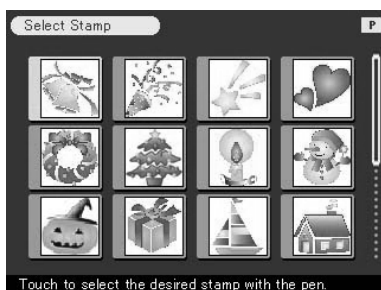 Select Stamp
P
Touch to select the desired stamp with the pen.